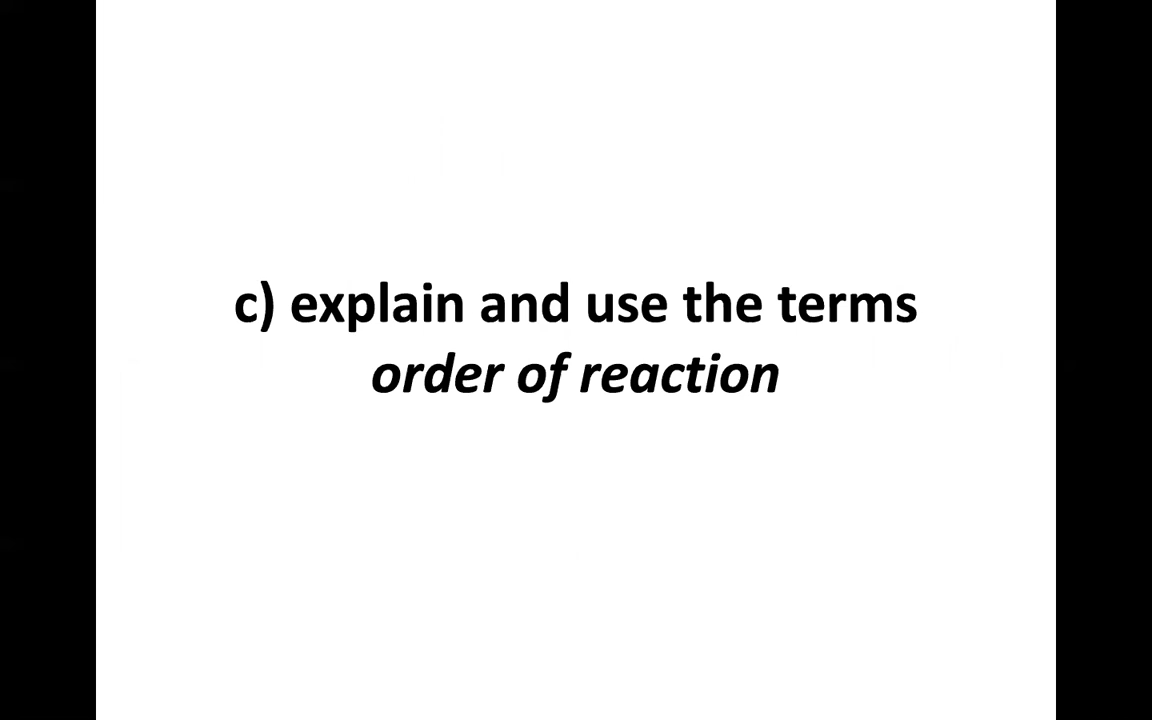 c) explain and use the terms
order of reaction